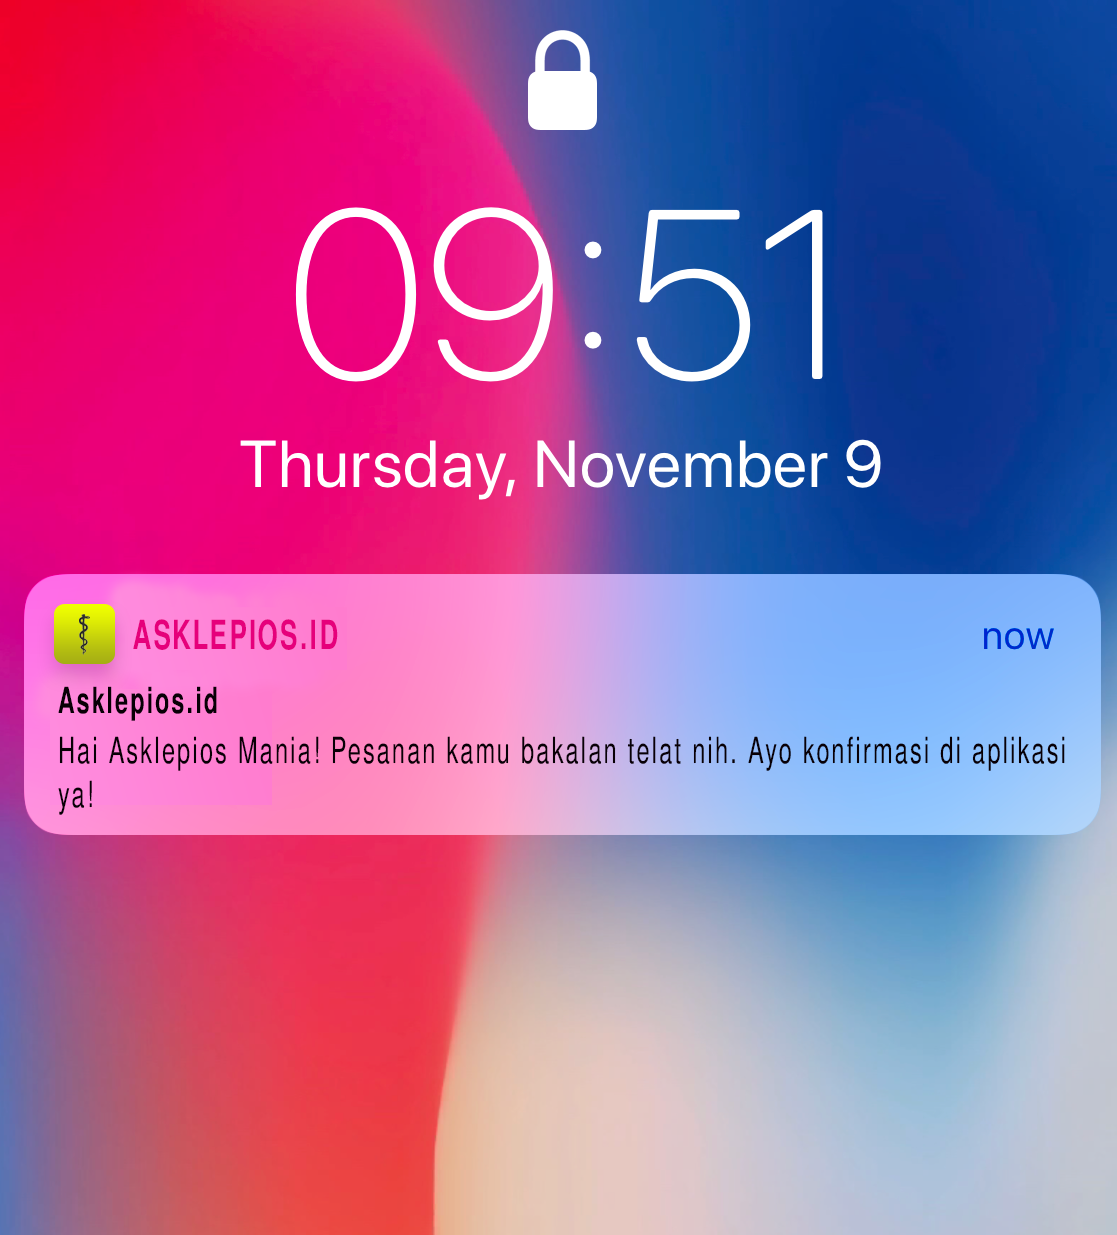 09:51
Thursday, November 9
ASKLEPIOS.ID now
Asklepios.id
Hai Asklepios Mania! Pesanan kamu bakalan telat nih. Ayo konfirmasi di aplikasi
ya!